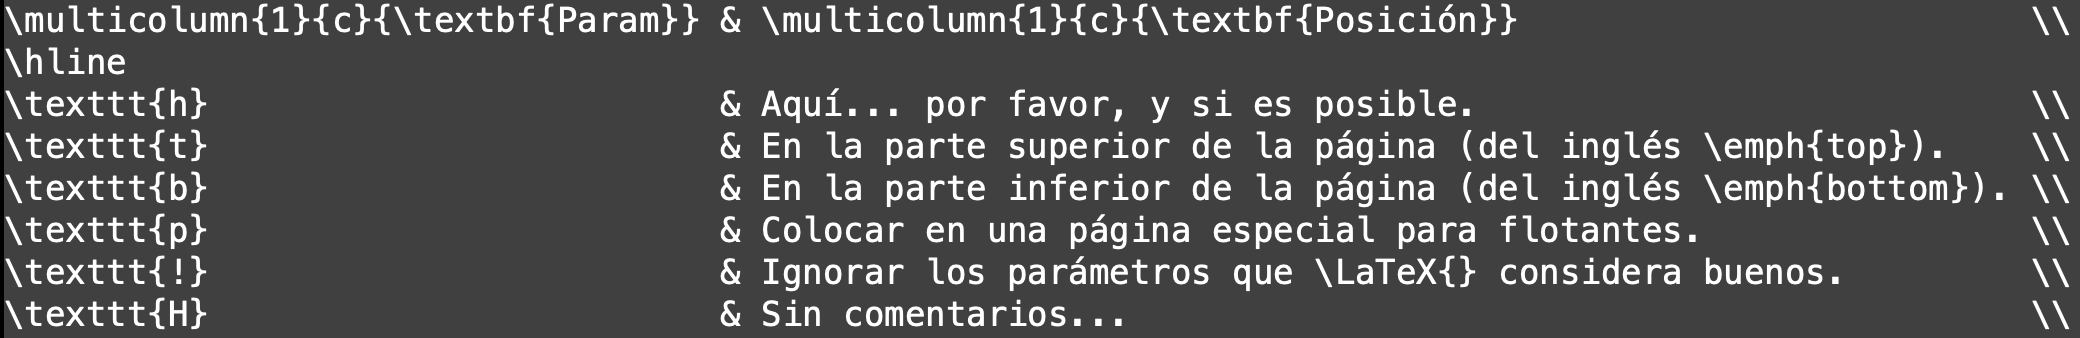 \multicolumn{1}{c}{\textbf{Param}} & \multicolumn{1}{c}{\textbf{Posición}}                         \\
\hline
\texttt{h}                         & Aquí... por favor, y si es posible.                           \\
\texttt{t}                         & En la parte superior de la página (del inglés \emph{top}).    \\
\texttt{b}                         & En la parte inferior de la página (del inglés \emph{bottom}). \\
\texttt{p}                         & Colocar en una página especial para flotantes.                \\
\texttt{!}                         & Ignorar los parámetros que \LaTeX{} considera buenos.         \\
\texttt{H}                         & Sin comentarios...                                            \\